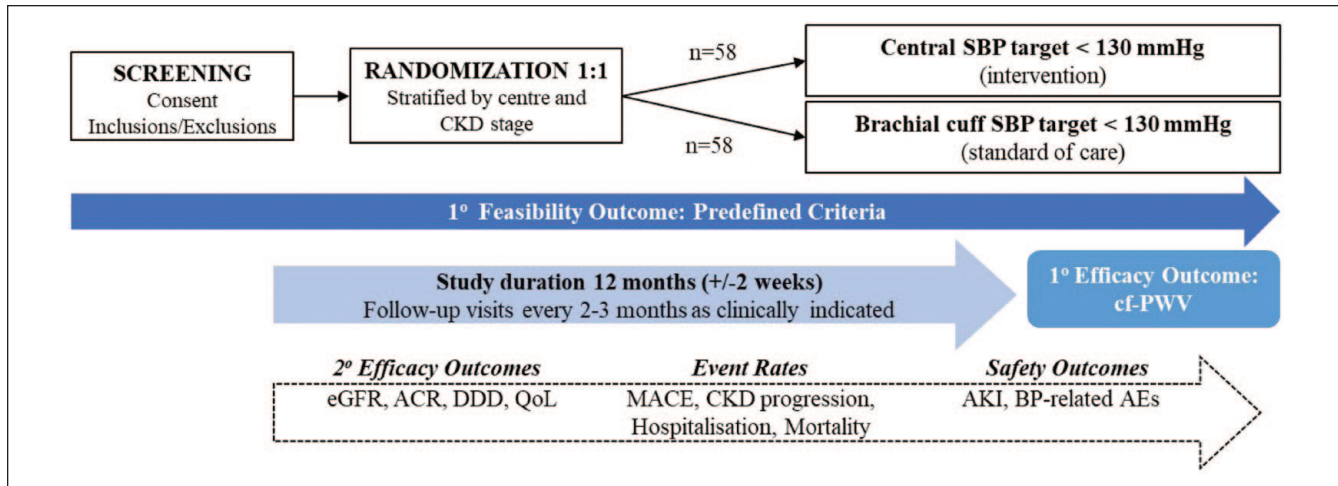 SCREENING
Consent
Inclusions/Exclusions
RANDOMIZATION 1:1
Stratified by centre and
CKD stage
n=58
n=58
Central SBP target < 130 mmHg
(intervention)
Brachial cuff SBP target < 130 mmHg
(standard of care)
1º Feasibility Outcome: Predefined Criteria
Study duration 12 months (+/-2 weeks)
Follow-up visits every 2-3 months as clinically indicated
1º Efficacy Outcome:
cf-PWV
2º Efficacy Outcomes
eGFR, ACR, DDD, QoL
Event Rates
MACE, CKD progression,
Hospitalisation, Mortality
Safety Outcomes
AKI, BP-related AEs